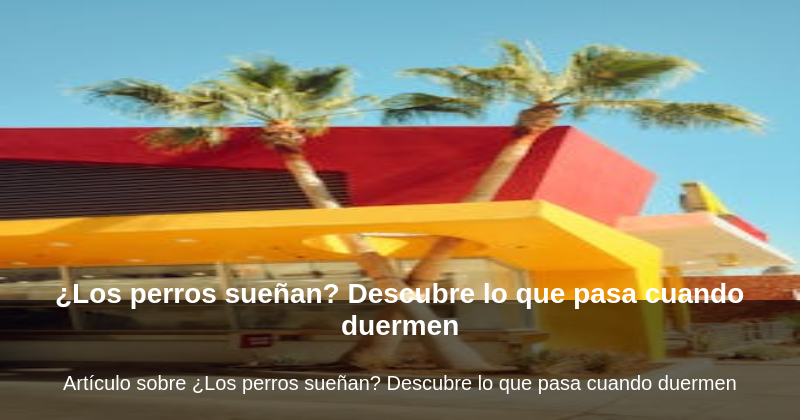 ¿Los perros sueñan? Descubre lo que pasa cuando
duermen
Artículo sobre ¿Los perros sueñan? Descubre lo que pasa cuando duermen